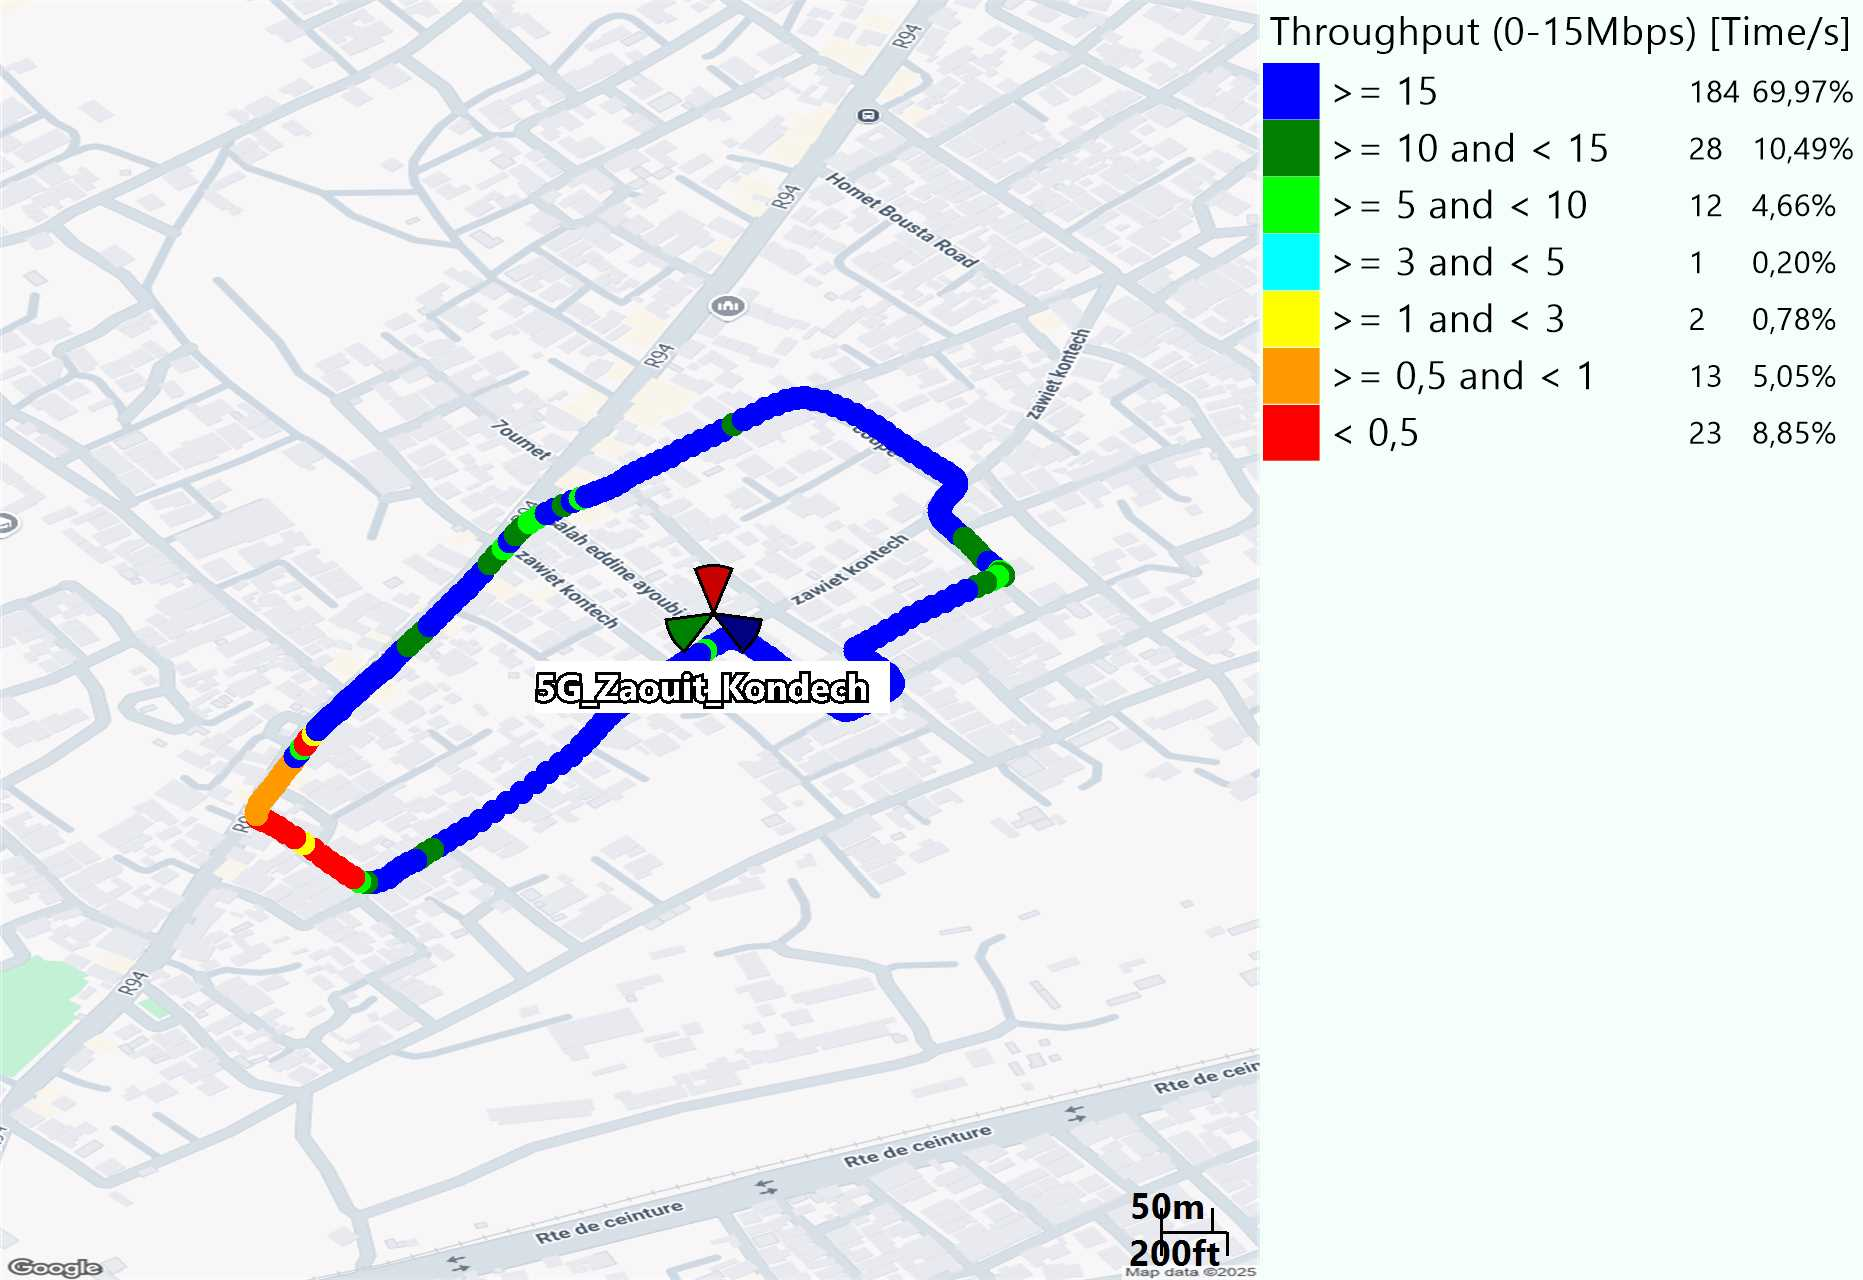 Throughput (0-15Mbps) [Time/s]
>= 15 184 69,97%
>= 10 and < 15 28 10,49%
>= 5 and < 10 12 4,66%
>= 3 and < 5 1 0,20%
>= 1 and < 3 2 0,78%
>= 0,5 and < 1 13 5,05%
< 0,5 23 8,85%
R94
R94
Homet Bousta Road
R94
zawiet kontech
7oumet
zawiet kontech
zawiet kontech
5G_Zaouit_Kondech
R94
Rte de ceinture
Rte de ceinture
50m
200ft
Google
Map data ©2025